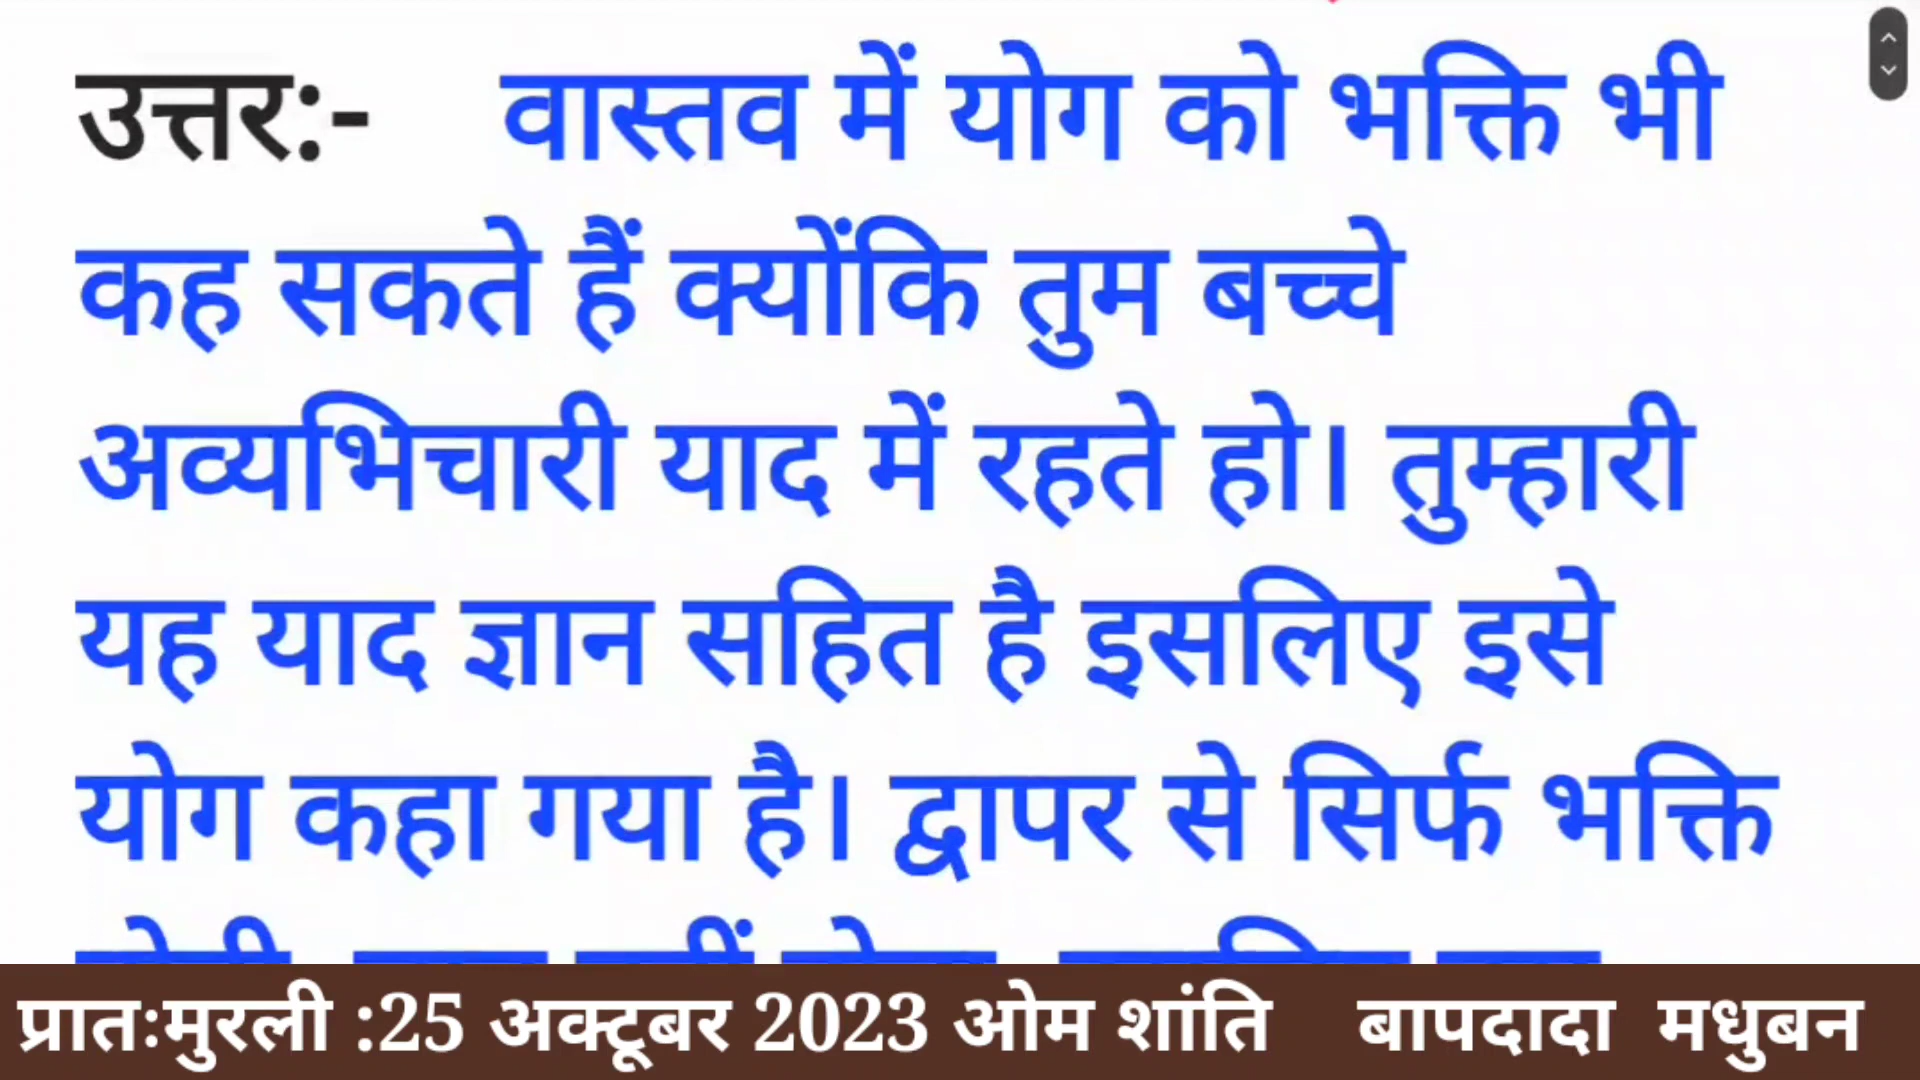 उत्तर:- वास्तव में योग को भक्ति भी
कह सकते हैं क्योंकि तुम बच्चे
अव्यभिचारी याद में रहते हो। तुम्हारी
यह याद ज्ञान सहित है इसलिए इसे
योग कहा गया है। द्वापर से सिर्फ भक्ति
प्रातःमुरली :25 अक्टूबर 2023 ओम शांति बापदादा मधुबन